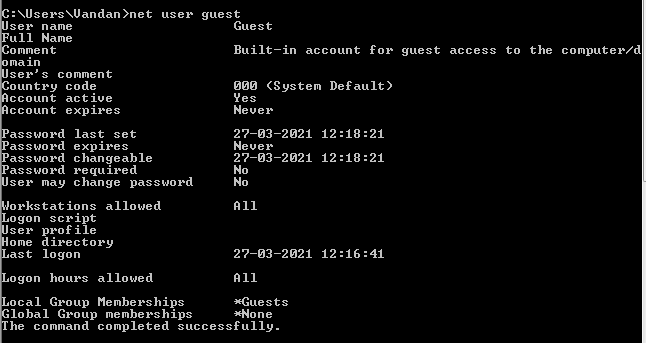 C:\Users\Vandan>net user guest
User name                    Guest
Full Name
Comment                      Built-in account for guest access to the computer/d
omain
User's comment
Country code                 000 (System Default)
Account active               Yes
Account expires              Never

Password last set            27-03-2021 12:18:21
Password expires             Never
Password changeable          27-03-2021 12:18:21
Password required            No
User may change password     No

Workstations allowed         All
Logon script
User profile
Home directory
Last logon                   27-03-2021 12:16:41

Logon hours allowed          All

Local Group Memberships      *Guests
Global Group memberships     *None
The command completed successfully.